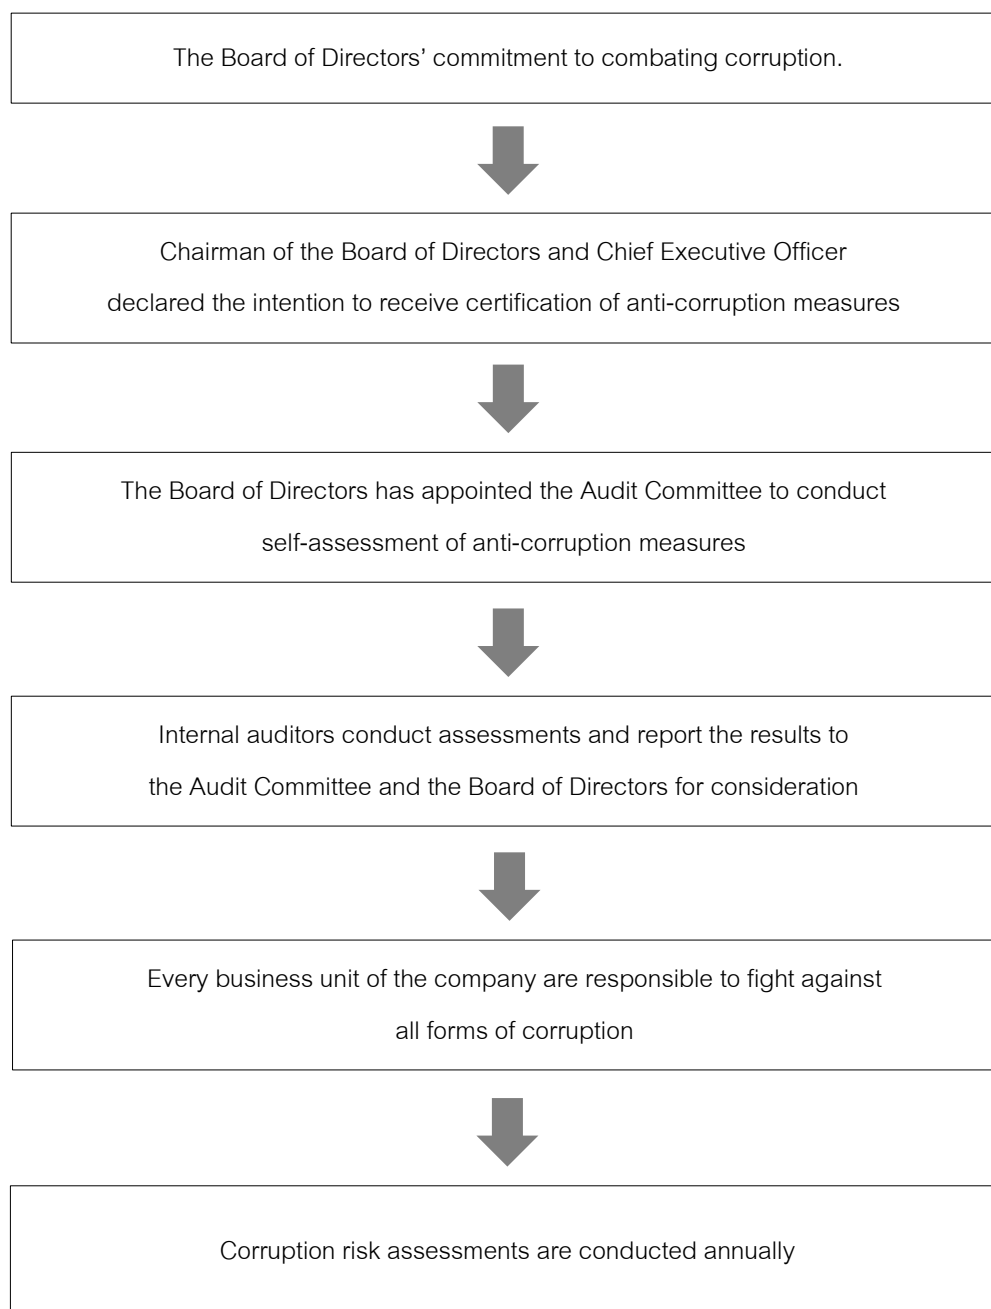 The Board of Directors’ commitment to combating corruption.
Chairman of the Board of Directors and Chief Executive Officer
declared the intention to receive certification of anti-corruption measures
The Board of Directors has appointed the Audit Committee to conduct
self-assessment of anti-corruption measures
Internal auditors conduct assessments and report the results to
the Audit Committee and the Board of Directors for consideration
Every business unit of the company are responsible to fight against
all forms of corruption
Corruption risk assessments are conducted annually